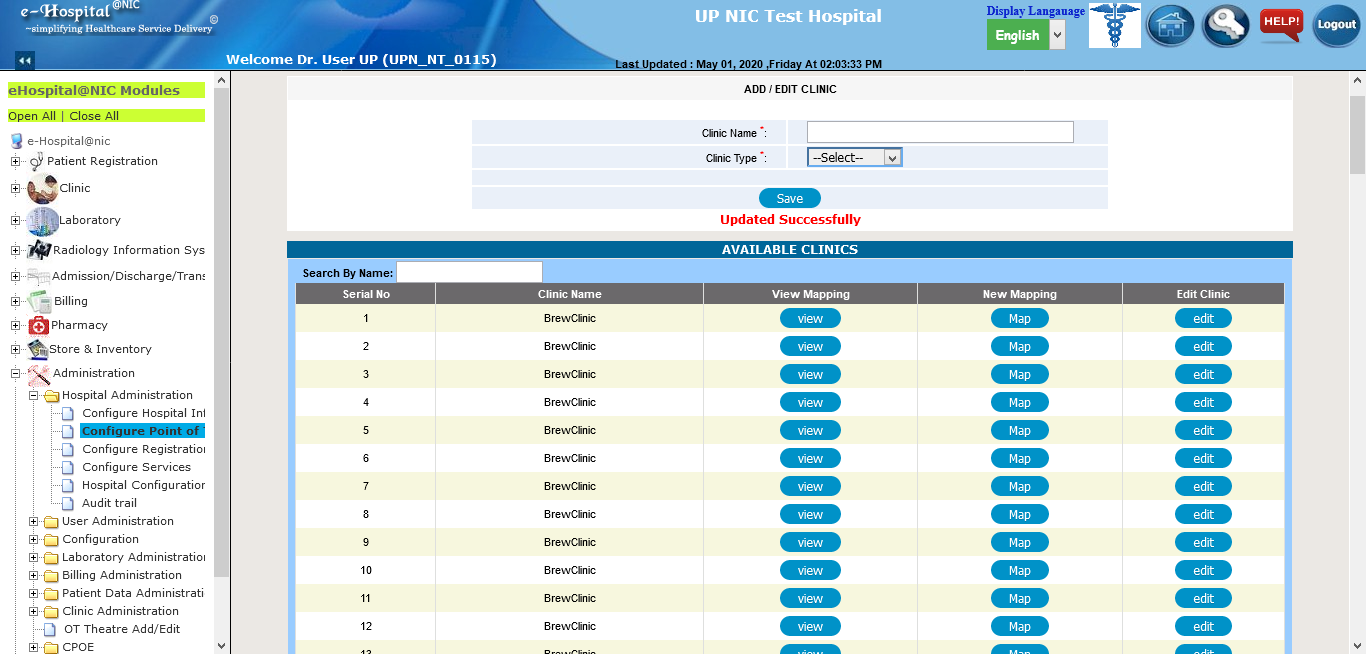 e-Hospital@NIC ©
~simplifying Healthcare Service Delivery
UP NIC Test Hospital
Display Langauage
English
HELP!
Logout
Welcome Dr. User UP (UPN_NT_0115)
Last Updated : May 01, 2020 ,Friday At 02:03:33 PM
eHospital@NIC Modules
Open All | Close All
e-Hospital@nic
Patient Registration
Clinic
Laboratory
Radiology Information Sys
Admission/Discharge/Trans
Billing
Pharmacy
Store & Inventory
Administration
Hospital Administration
Configure Hospital Inf
Configure Point of
Configure Registration
Configure Services
Hospital Configuration
Audit trail
User Administration
Configuration
Laboratory Administration
Billing Administration
Patient Data Administrati
Clinic Administration
OT Theatre Add/Edit
CPOE
ADD / EDIT CLINIC
Clinic Name *:
Clinic Type *: --Select--
Save
Updated Successfully
AVAILABLE CLINICS
Search By Name:
Serial No Clinic Name View Mapping New Mapping Edit Clinic
1 BrewClinic view Map edit
2 BrewClinic view Map edit
3 BrewClinic view Map edit
4 BrewClinic view Map edit
5 BrewClinic view Map edit
6 BrewClinic view Map edit
7 BrewClinic view Map edit
8 BrewClinic view Map edit
9 BrewClinic view Map edit
10 BrewClinic view Map edit
11 BrewClinic view Map edit
12 BrewClinic view Map edit
13 BrewClinic view Map edit